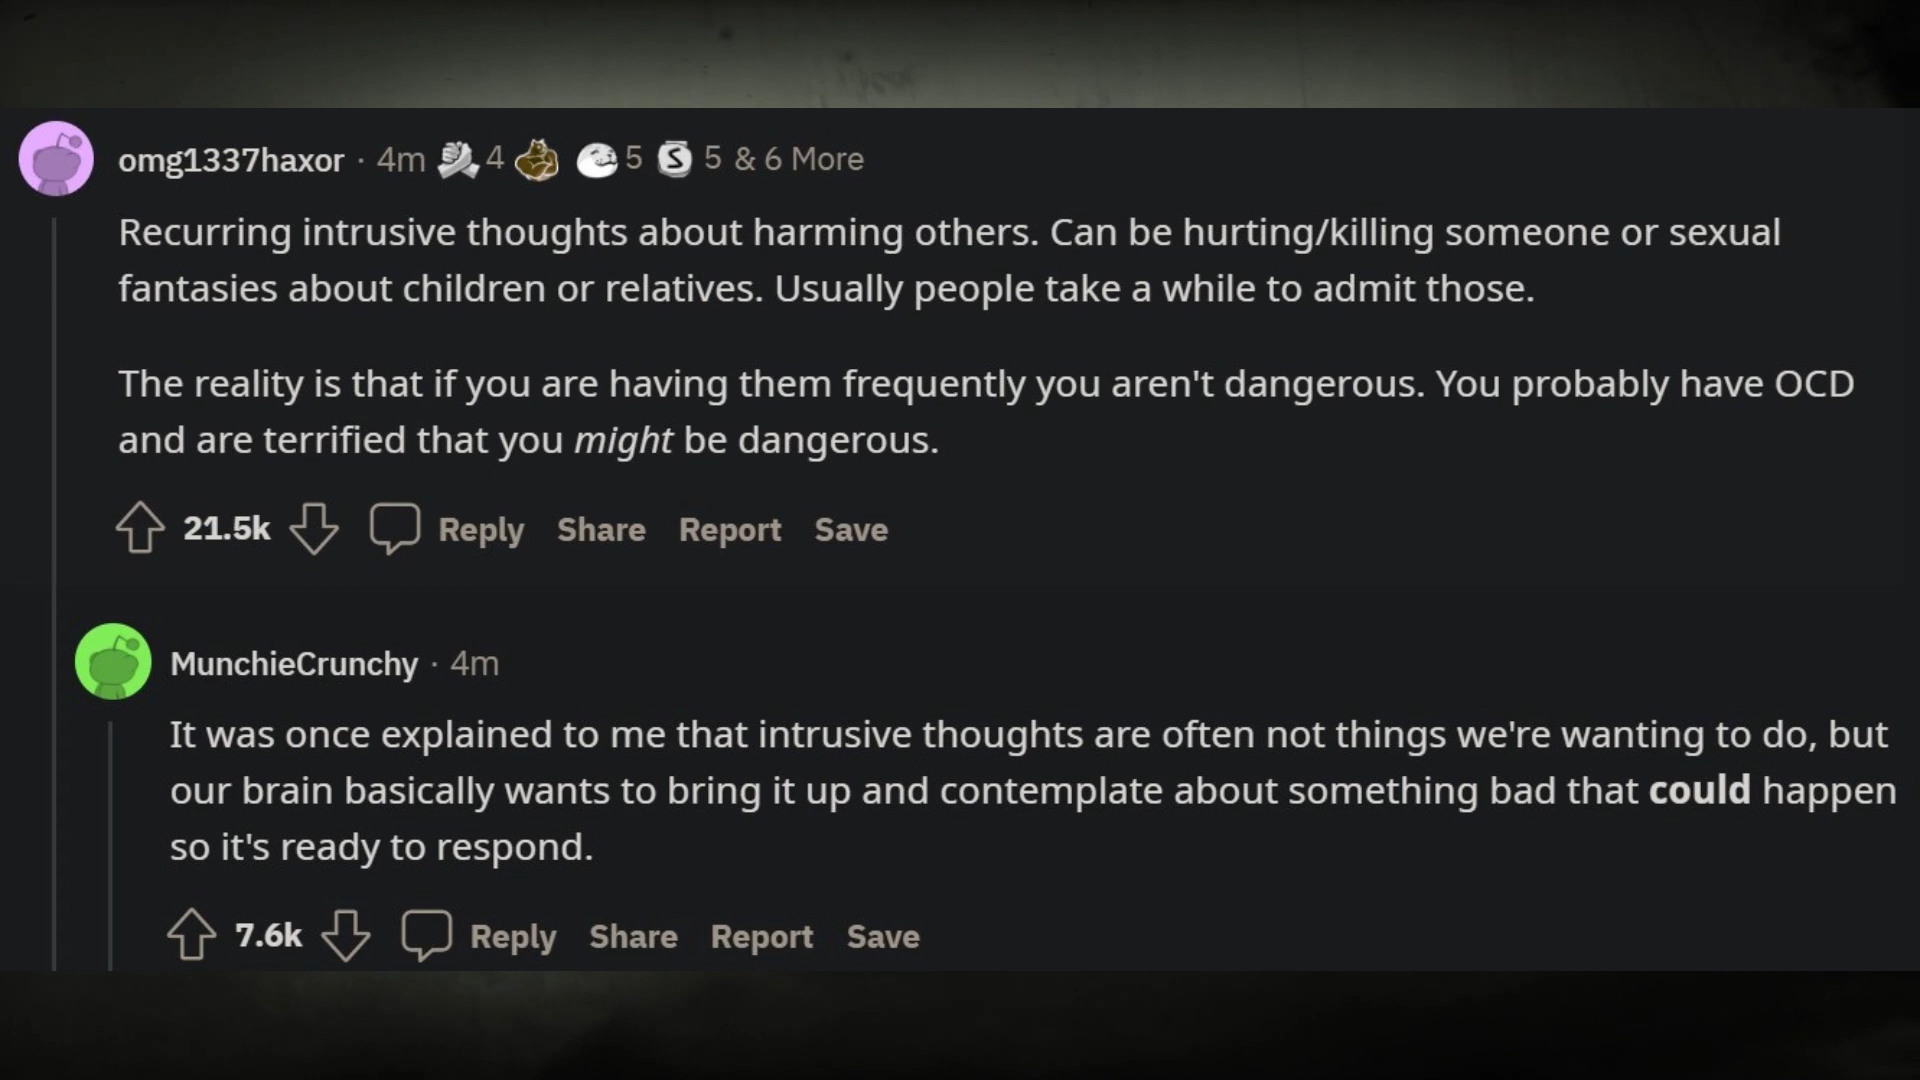 omg1337haxor · 4m 4 5 S 5 & 6 More
Recurring intrusive thoughts about harming others. Can be hurting/killing someone or sexual
fantasies about children or relatives. Usually people take a while to admit those.
The reality is that if you are having them frequently you aren't dangerous. You probably have OCD
and are terrified that you might be dangerous.
21.5k Reply Share Report Save
MunchieCrunchy · 4m
It was once explained to me that intrusive thoughts are often not things we're wanting to do, but
our brain basically wants to bring it up and contemplate about something bad that could happen
so it's ready to respond.
7.6k Reply Share Report Save